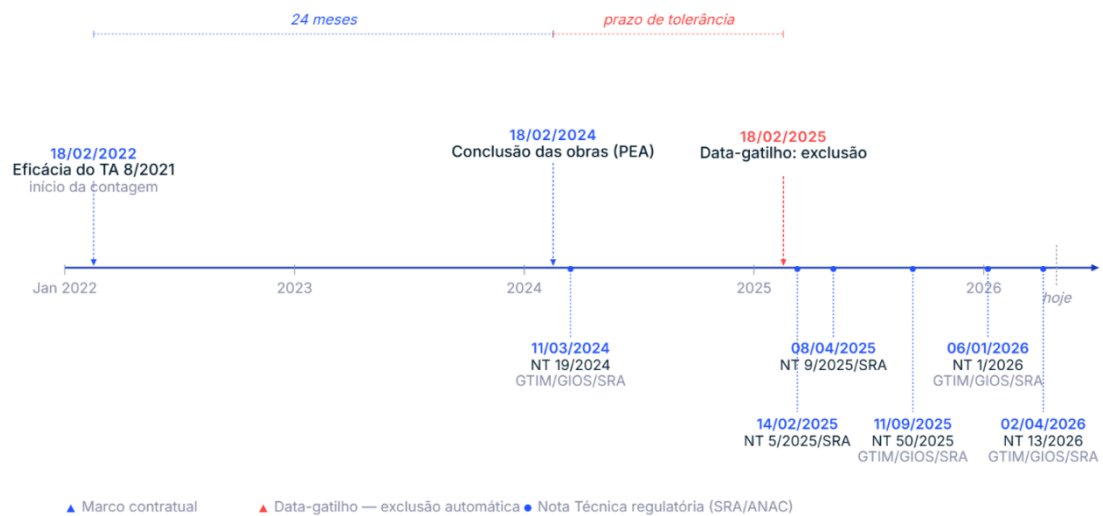 24 meses
prazo de tolerância
18/02/2022
Eficácia do TA 8/2021
início da contagem
18/02/2024
Conclusão das obras (PEA)
18/02/2025
Data-gatilho: exclusão
Jan 2022
2023
2024
2025
2026
hoje
11/03/2024
NT 19/2024
GTIM/GIOS/SRA
08/04/2025
NT 9/2025/SRA
06/01/2026
NT 1/2026
GTIM/GIOS/SRA
14/02/2025
NT 5/2025/SRA
11/09/2025
NT 50/2025
GTIM/GIOS/SRA
02/04/2026
NT 13/2026
GTIM/GIOS/SRA
Marco contratual
Data-gatilho — exclusão automática
Nota Técnica regulatória (SRA/ANAC)